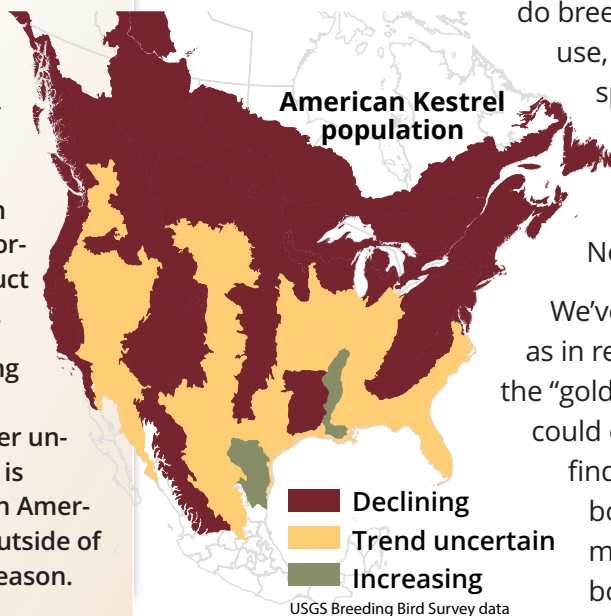 or-
uct
ng
er un-
is
n Amer-
utside of
eason.
American Kestrel
population
Declining
Trend uncertain
Increasing
USGS Breeding Bird Survey data
do bree
use,
sp
No
We've
as in re
the “gold
could
find
bo
m
bo